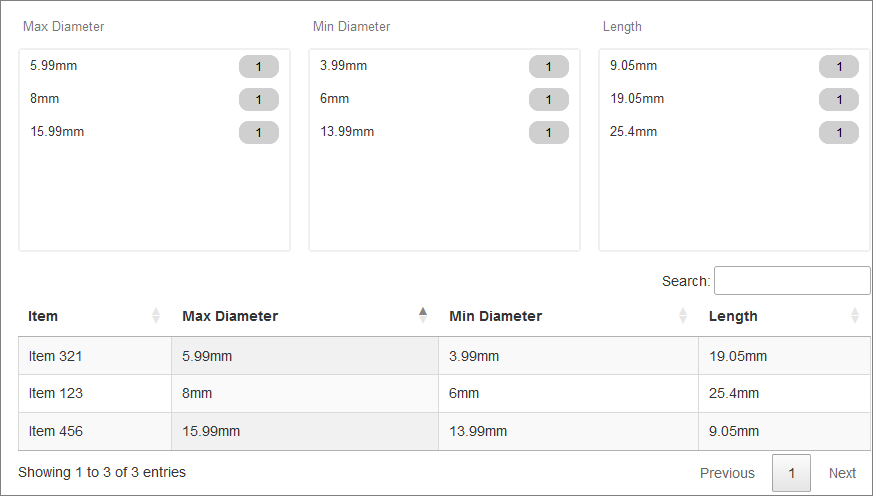 Max Diameter Min Diameter Length
5.99mm 1 3.99mm 1 9.05mm 1
8mm 1 6mm 1 19.05mm 1
15.99mm 1 13.99mm 1 25.4mm 1
Search:
Item Max Diameter Min Diameter Length
Item 321 5.99mm 3.99mm 19.05mm
Item 123 8mm 6mm 25.4mm
Item 456 15.99mm 13.99mm 9.05mm
Showing 1 to 3 of 3 entries Previous 1 Next